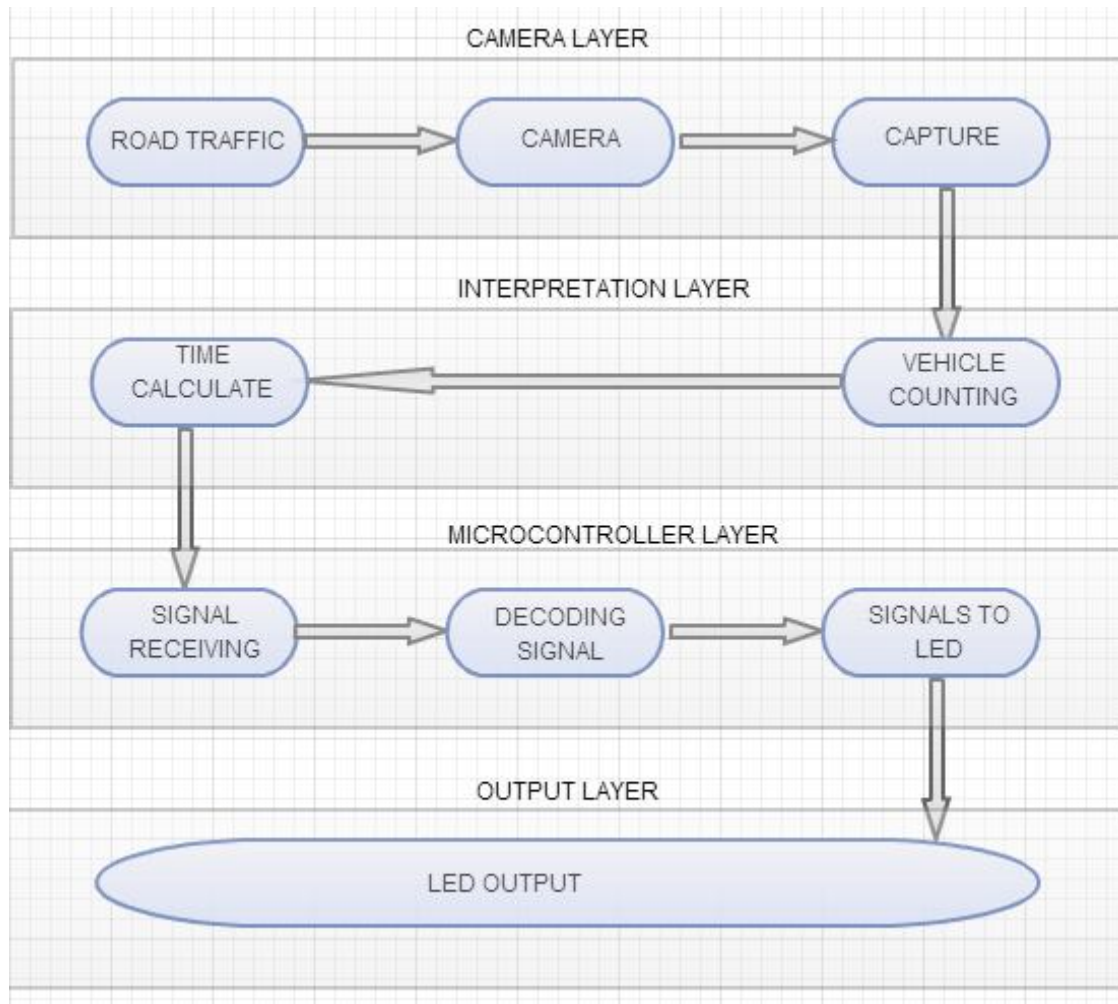 CAMERA LAYER
ROAD TRAFFIC
CAMERA
CAPTURE
INTERPRETATION LAYER
TIME
CALCULATE
VEHICLE
COUNTING
MICROCONTROLLER LAYER
SIGNAL
RECEIVING
DECODING
SIGNAL
SIGNALS TO
LED
OUTPUT LAYER
LED OUTPUT